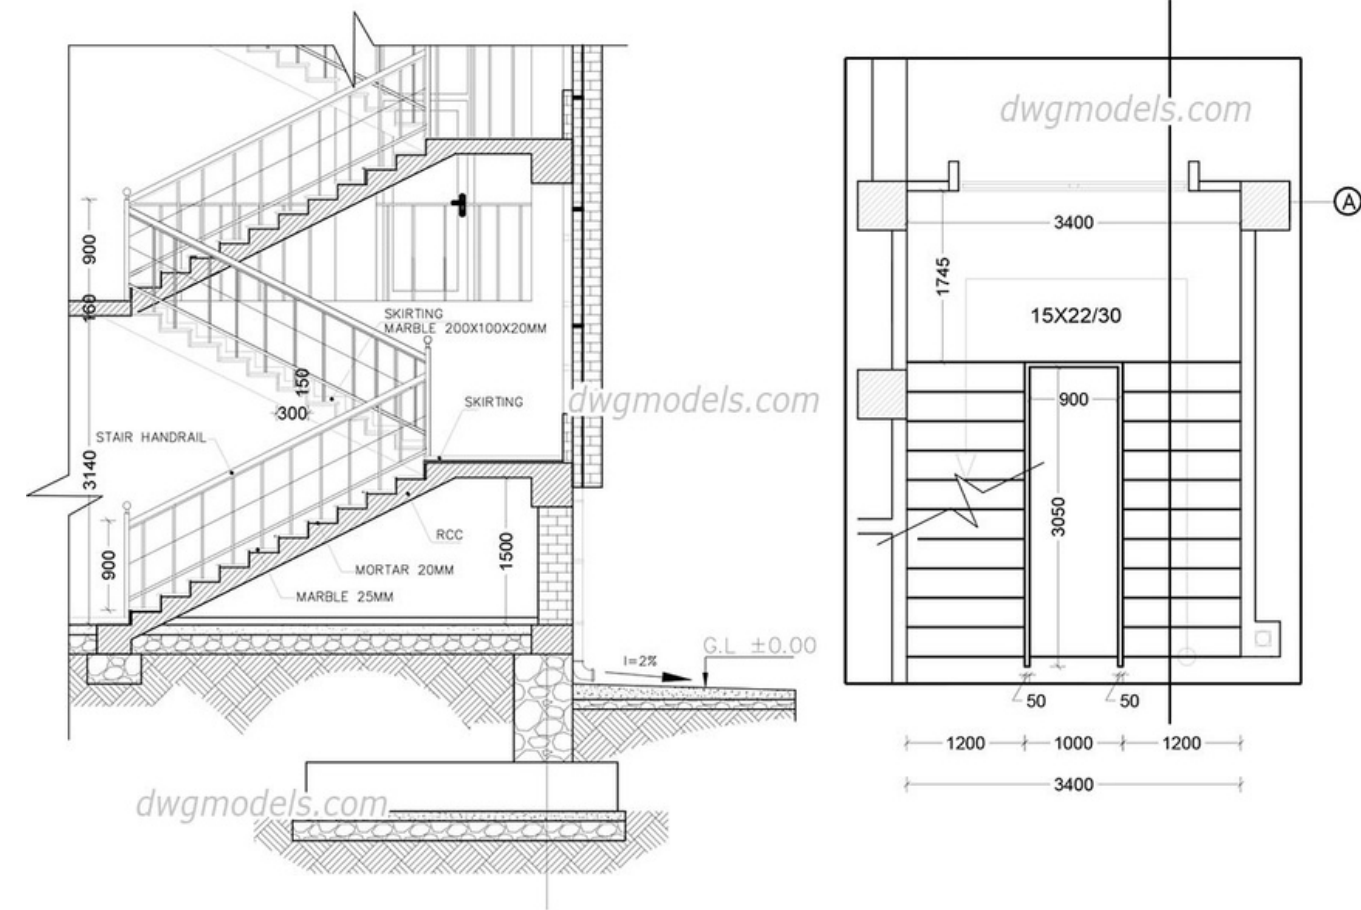 900
160
3140
900
150
300
STAIR HANDRAIL
SKIRTING
MARBLE 200X100X20MM
SKIRTING
RCC
MORTAR 20MM
MARBLE 25MM
1500
dwgmodels.com
I=2%
G.L ±0.00
dwgmodels.com
dwgmodels.com
A
3400
1745
15X22/30
900
3050
50
50
1200
1000
1200
3400